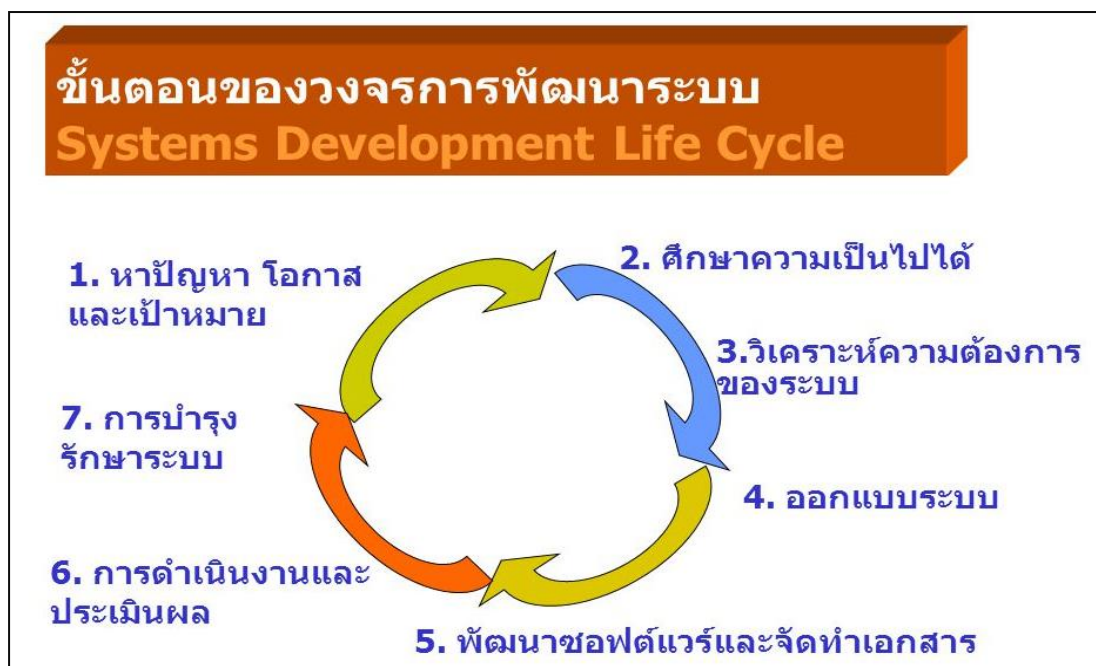 ขั้นตอนของวงจรการพัฒนาระบบ
Systems Development Life Cycle
1. หาปัญหา โอกาส
และเป้าหมาย
2. ศึกษาความเป็นไปได้
3.วิเคราะห์ความต้องการ
ของระบบ
4. ออกแบบระบบ
5. พัฒนาซอฟต์แวร์และจัดทำเอกสาร
6. การดำเนินงานและ
ประเมินผล
7. การบำรุง
รักษาระบบ